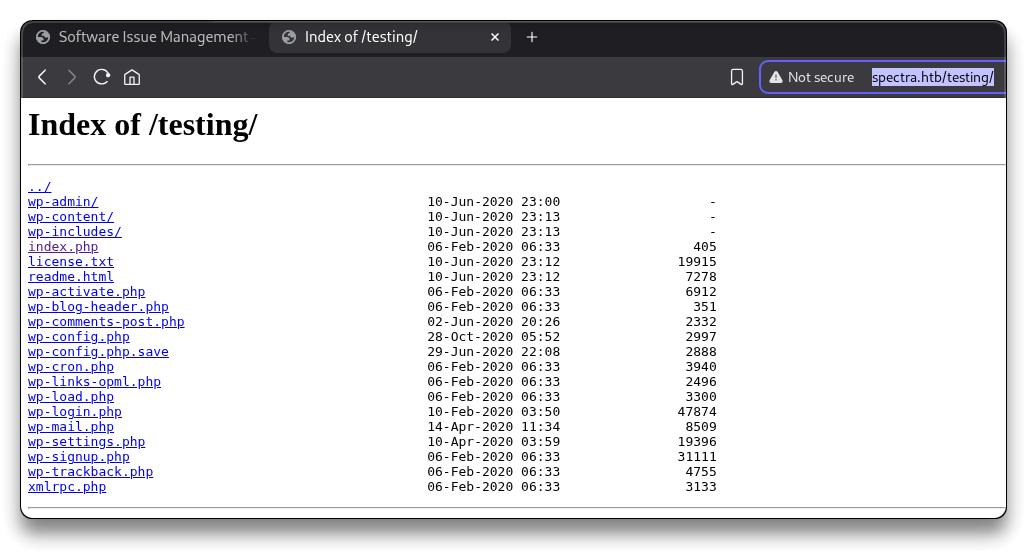 Software Issue Management -
Index of /testing/
Not secure spectra.htb/testing/
Index of /testing/
../
wp-admin/ 10-Jun-2020 23:00 -
wp-content/ 10-Jun-2020 23:13 -
wp-includes/ 10-Jun-2020 23:13 -
index.php 06-Feb-2020 06:33 405
license.txt 10-Jun-2020 23:12 19915
readme.html 10-Jun-2020 23:12 7278
wp-activate.php 06-Feb-2020 06:33 6912
wp-blog-header.php 06-Feb-2020 06:33 351
wp-comments-post.php 02-Jun-2020 20:26 2332
wp-config.php 28-Oct-2020 05:52 2997
wp-config.php.save 29-Jun-2020 22:08 2888
wp-cron.php 06-Feb-2020 06:33 3940
wp-links-opml.php 06-Feb-2020 06:33 2496
wp-load.php 06-Feb-2020 06:33 3300
wp-login.php 10-Feb-2020 03:50 47874
wp-mail.php 14-Apr-2020 11:34 8509
wp-settings.php 10-Apr-2020 03:59 19396
wp-signup.php 06-Feb-2020 06:33 31111
wp-trackback.php 06-Feb-2020 06:33 4755
xmlrpc.php 06-Feb-2020 06:33 3133